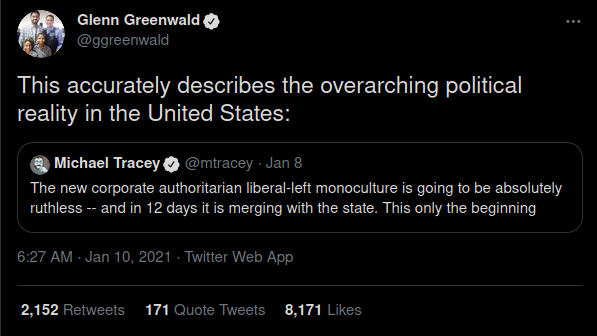 Glenn Greenwald
@ggreenwald
This accurately describes the overarching political
reality in the United States:
Michael Tracey @mtracey · Jan 8
The new corporate authoritarian liberal-left monoculture is going to be absolutely
ruthless -- and in 12 days it is merging with the state. This only the beginning
6:27 AM · Jan 10, 2021 · Twitter Web App
2,152 Retweets 171 Quote Tweets 8,171 Likes